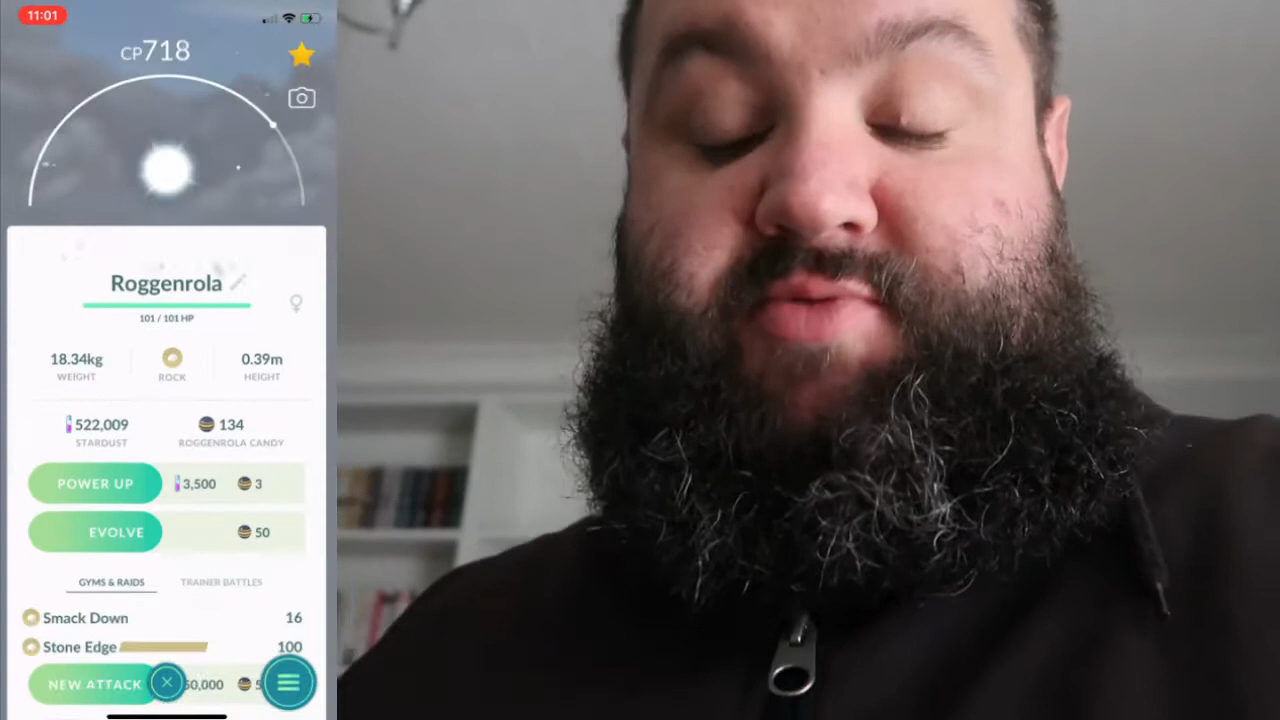 11:01
CP718
Roggenrola
101 / 101 HP
18.34kg
WEIGHT
ROCK
0.39m
HEIGHT
522,009
STARDUST
134
ROGGENROLA CANDY
POWER UP 3,500 3
EVOLVE 50
GYMS & RAIDS TRAINER BATTLES
Smack Down 16
Stone Edge 100
NEW ATTACK